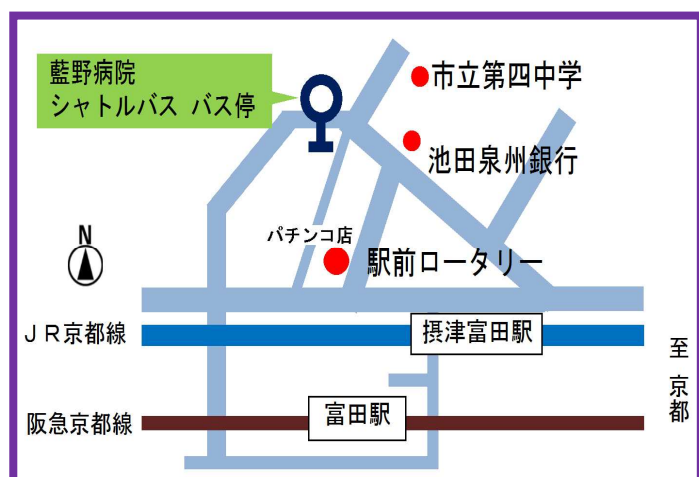 藍野病院
シャトルバス バス停
市立第四中学
池田泉州銀行
N
パチンコ店
駅前ロータリー
JR京都線
摂津富田駅
至 京都
阪急京都線
富田駅